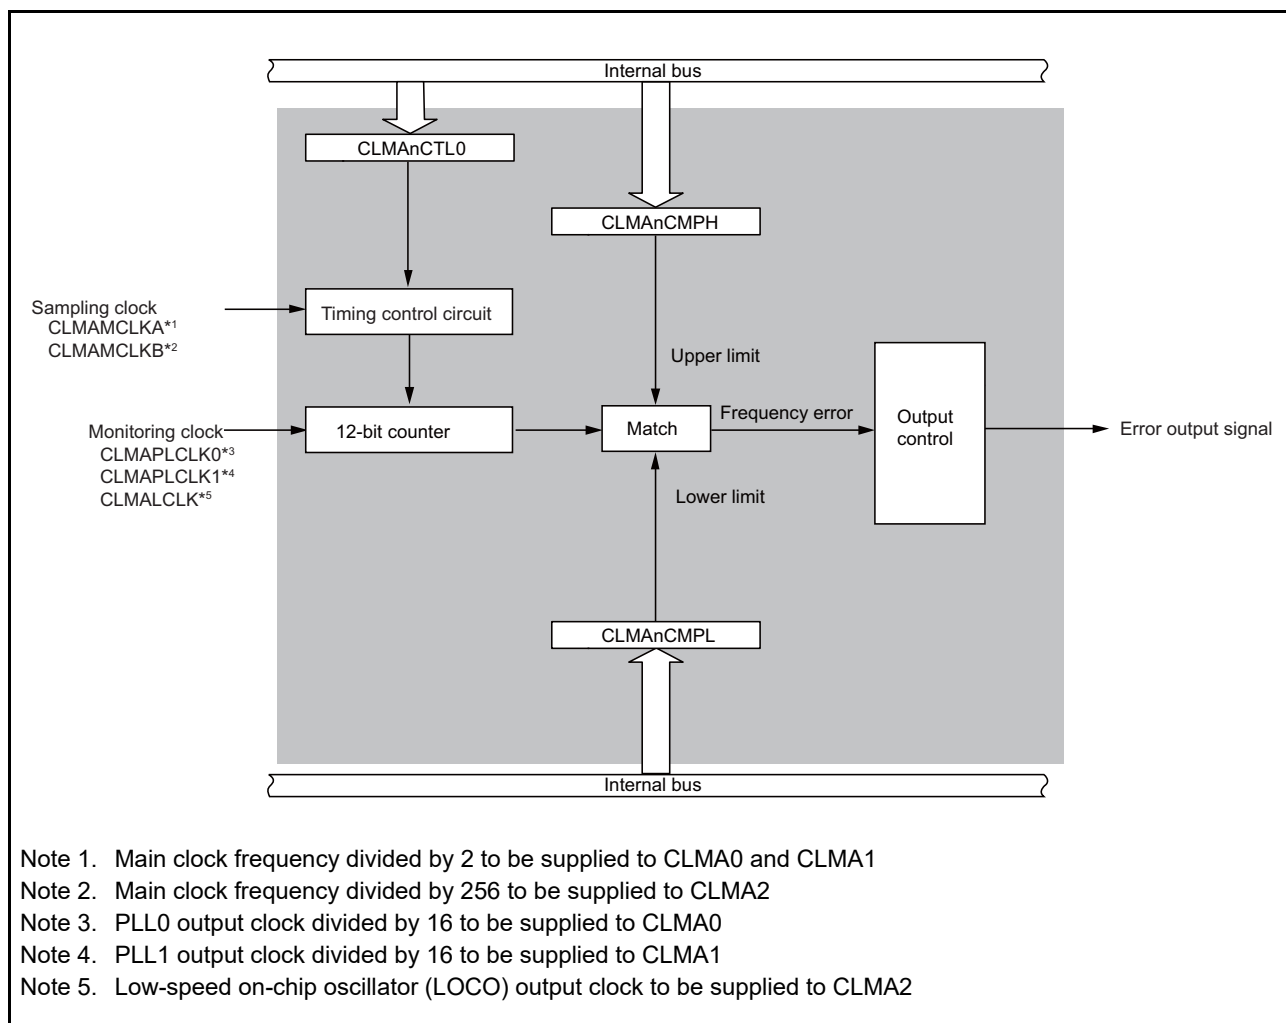 Internal bus
CLMAnCTL0
CLMAnCMPH
Sampling clock
CLMAMCLKA*1
CLMAMCLKB*2
Timing control circuit
Upper limit
Monitoring clock
CLMAPLCLK0*3
CLMAPLCLK1*4
CLMALCLK*5
12-bit counter
Match
Frequency error
Output
control
Error output signal
Lower limit
CLMAnCMPL
Internal bus
Note 1. Main clock frequency divided by 2 to be supplied to CLMA0 and CLMA1
Note 2. Main clock frequency divided by 256 to be supplied to CLMA2
Note 3. PLL0 output clock divided by 16 to be supplied to CLMA0
Note 4. PLL1 output clock divided by 16 to be supplied to CLMA1
Note 5. Low-speed on-chip oscillator (LOCO) output clock to be supplied to CLMA2